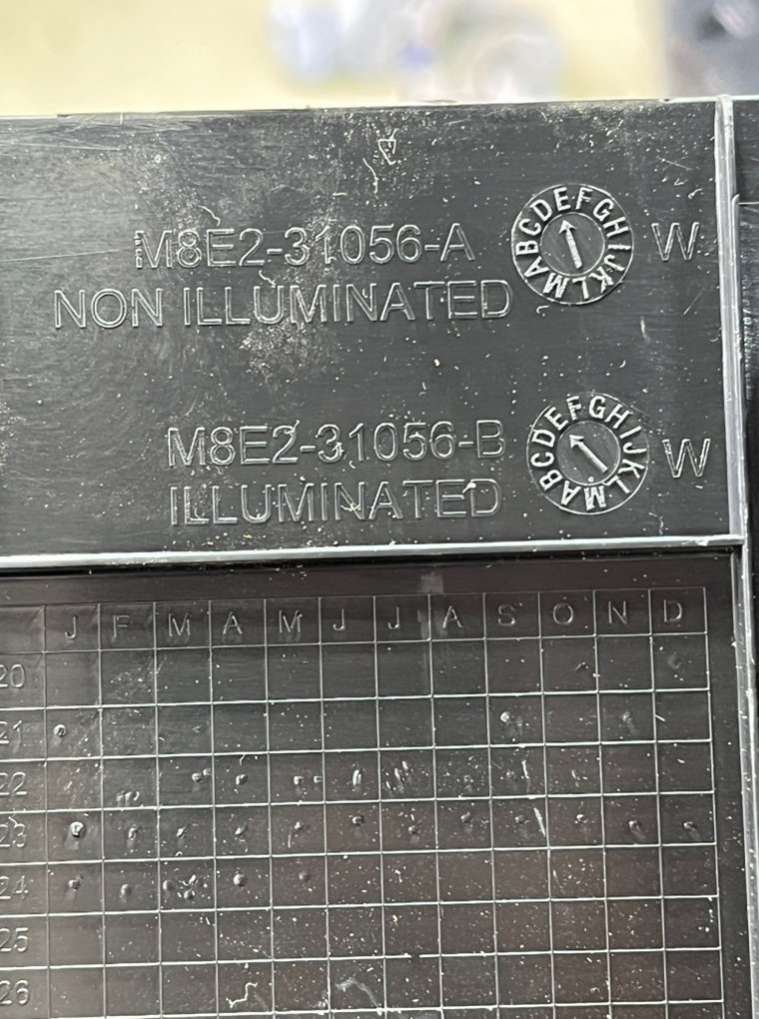 M8E2-31056-A
NON ILLUMINATED
ABCDEFGHIJKLM
W
M8E2-31056-B
ILLUMINATED
ABCDEFGHIJKLM
W
J F M A M J J A S O N D
20
21
22
23
24
25
26